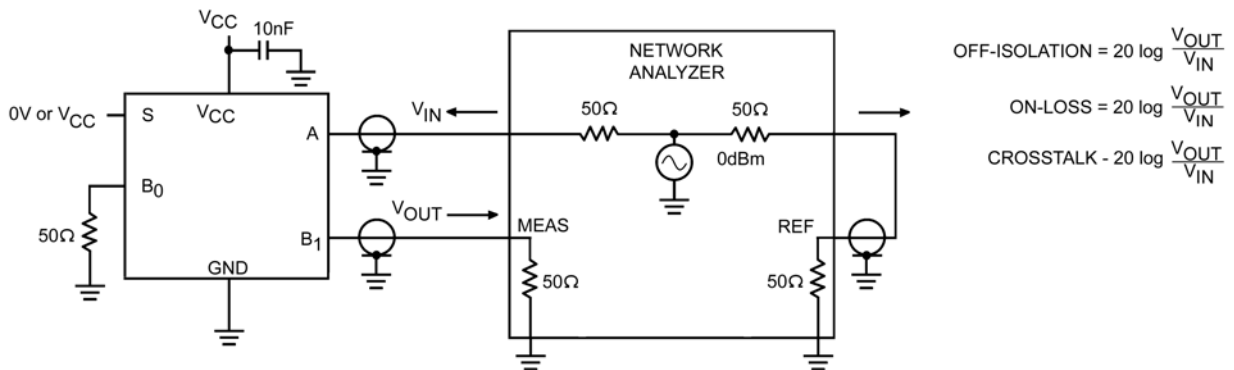 VCC
10nF
0V or VCC
S
VCC
A
B0
50Ω
B1
GND
VIN
VOUT
NETWORK
ANALYZER
50Ω
50Ω
0dBm
MEAS
REF
50Ω
50Ω
OFF-ISOLATION = 20 log VOUT
VIN
ON-LOSS = 20 log VOUT
VIN
CROSSTALK - 20 log VOUT
VIN